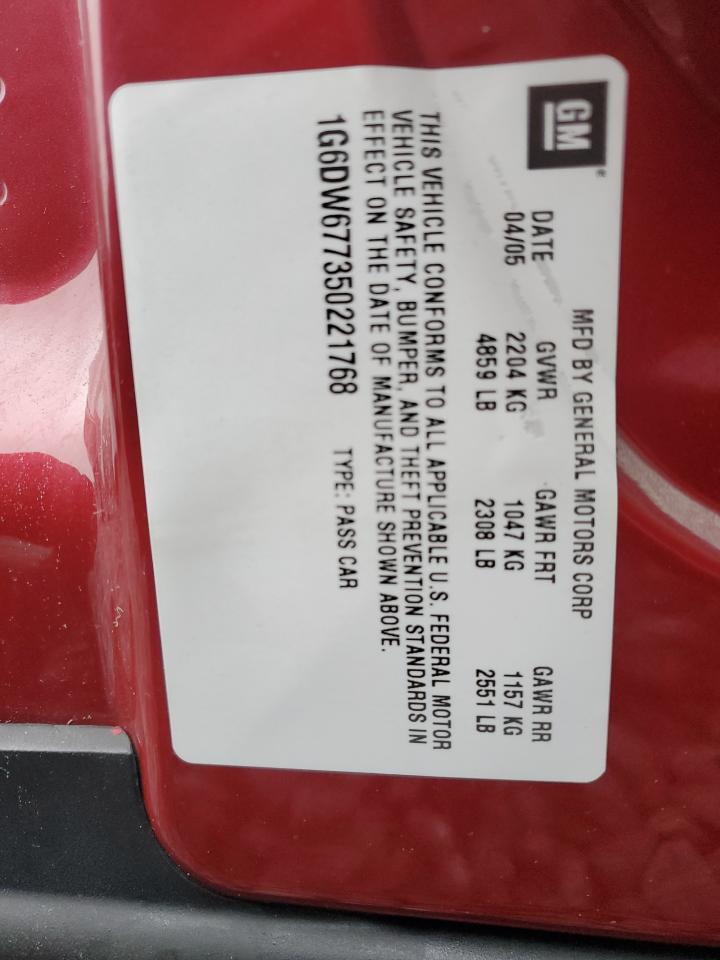 GM®
MFD BY GENERAL MOTORS CORP
DATE GVWR GAWR FRT GAWR RR
04/05 2204 KG 1047 KG 1157 KG
4859 LB 2308 LB 2551 LB
THIS VEHICLE CONFORMS TO ALL APPLICABLE U.S. FEDERAL MOTOR
VEHICLE SAFETY, BUMPER, AND THEFT PREVENTION STANDARDS IN
EFFECT ON THE DATE OF MANUFACTURE SHOWN ABOVE.
1G6DW677350221768 TYPE: PASS CAR